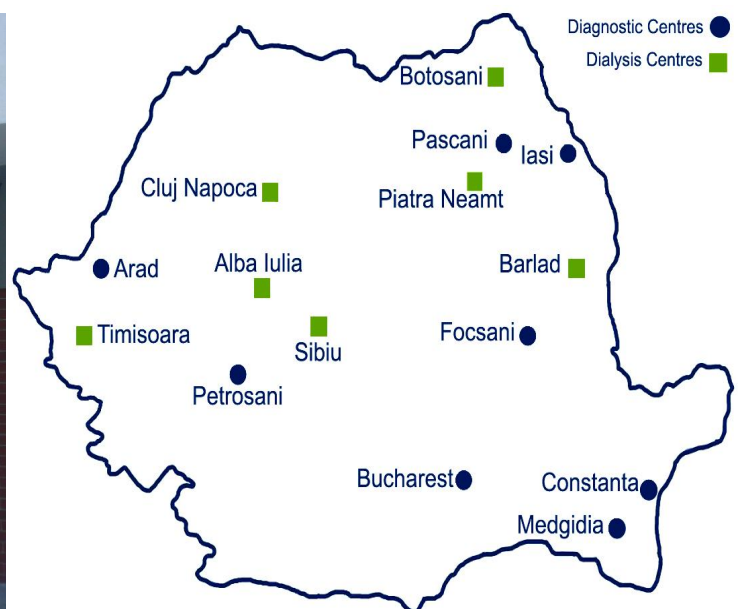 Diagnostic Centres
Dialysis Centres
Botosani
Pascani
Iasi
Cluj Napoca
Piatra Neamt
Arad
Alba Iulia
Barlad
Timisoara
Sibiu
Focsani
Petrosani
Bucharest
Constanta
Medgidia